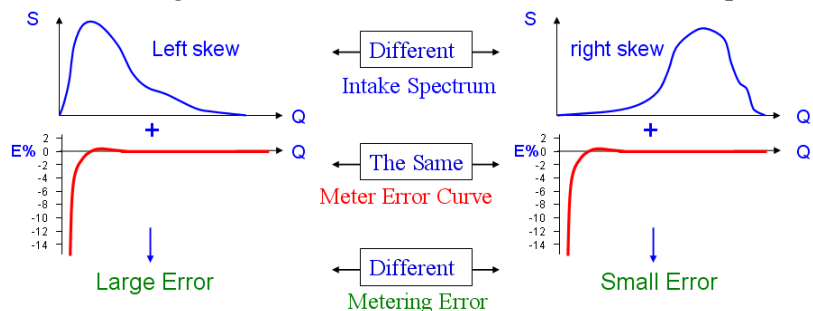 S
Left skew
Q
Different
Intake Spectrum
S
right skew
Q
+
+
E%
2
0
-2
-4
-6
-8
-10
-12
-14
Q
The Same
Meter Error Curve
E%
2
0
-2
-4
-6
-8
-10
-12
-14
Q
Large Error
Different
Metering Error
Small Error